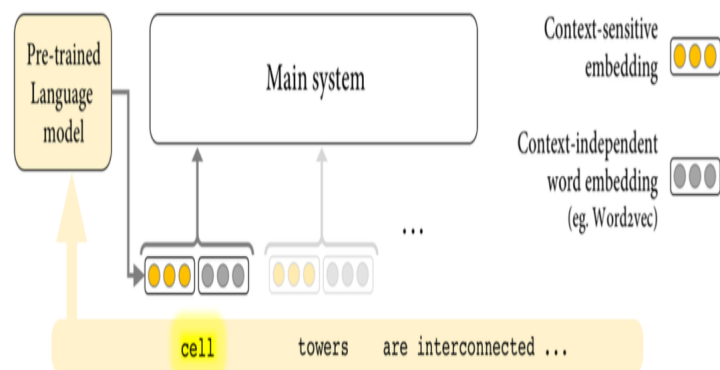 Pre-trained
Language
model
Main system
Context-sensitive
embedding
Context-independent
word embedding
(eg. Word2vec)
...
cell towers are interconnected ...